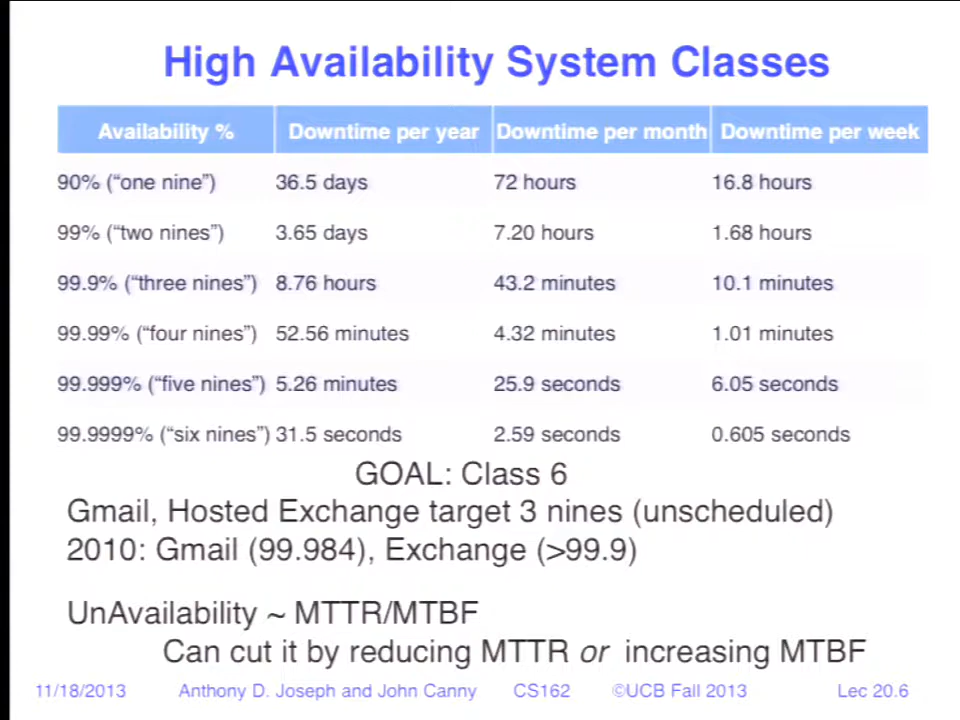 High Availability System Classes
Availability % Downtime per year Downtime per month Downtime per week
90% (“one nine”) 36.5 days 72 hours 16.8 hours
99% (“two nines”) 3.65 days 7.20 hours 1.68 hours
99.9% (“three nines”) 8.76 hours 43.2 minutes 10.1 minutes
99.99% (“four nines”) 52.56 minutes 4.32 minutes 1.01 minutes
99.999% (“five nines”) 5.26 minutes 25.9 seconds 6.05 seconds
99.9999% (“six nines”) 31.5 seconds 2.59 seconds 0.605 seconds
GOAL: Class 6
Gmail, Hosted Exchange target 3 nines (unscheduled)
2010: Gmail (99.984), Exchange (>99.9)
UnAvailability ~ MTTR/MTBF
Can cut it by reducing MTTR or increasing MTBF
11/18/2013 Anthony D. Joseph and John Canny CS162 ©UCB Fall 2013 Lec 20.6